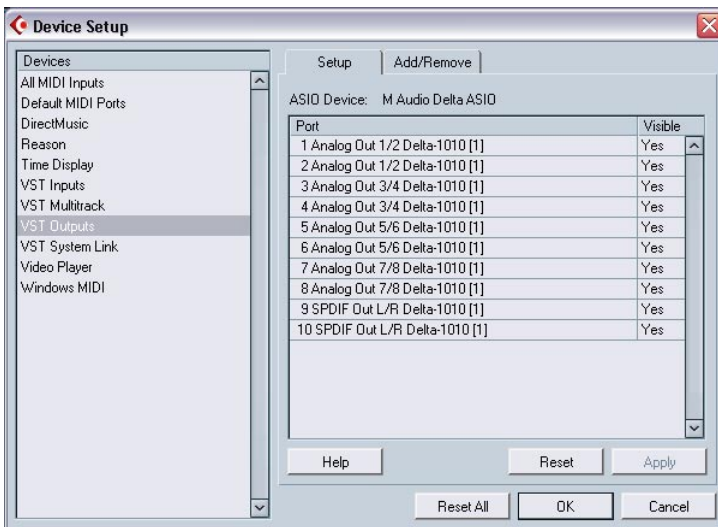 Device Setup
Devices
All MIDI Inputs
Default MIDI Ports
DirectMusic
Reason
Time Display
VST Inputs
VST Multitrack
VST Outputs
VST System Link
Video Player
Windows MIDI
Setup
Add/Remove
ASIO Device: M Audio Delta ASIO
Port Visible
1 Analog Out 1/2 Delta-1010 [1] Yes
2 Analog Out 1/2 Delta-1010 [1] Yes
3 Analog Out 3/4 Delta-1010 [1] Yes
4 Analog Out 3/4 Delta-1010 [1] Yes
5 Analog Out 5/6 Delta-1010 [1] Yes
6 Analog Out 5/6 Delta-1010 [1] Yes
7 Analog Out 7/8 Delta-1010 [1] Yes
8 Analog Out 7/8 Delta-1010 [1] Yes
9 SPDIF Out L/R Delta-1010 [1] Yes
10 SPDIF Out L/R Delta-1010 [1] Yes
Help Reset Apply
Reset All OK Cancel